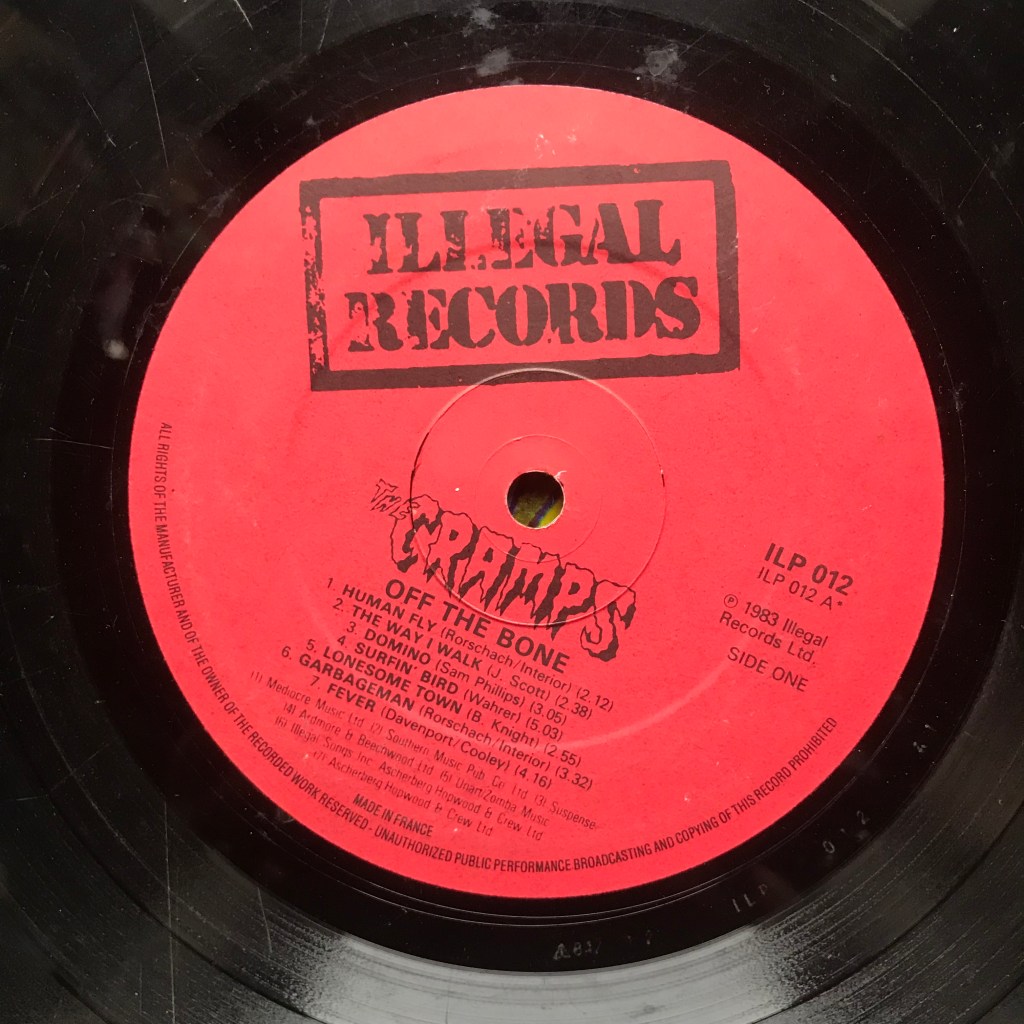 ILLEGAL
RECORDS
THE
CRAMPS
OFF THE BONE
1. HUMAN FLY (Rorschach/Interior) (2.12)
2. THE WAY I WALK (J. Scott) (2.38)
3. DOMINO (Sam Phillips) (3.05)
4. SURFIN' BIRD (Wahrer) (5.03)
5. LONESOME TOWN (B. Knight) (2.55)
6. GARBAGEMAN (Rorschach/Interior) (3.32)
7. FEVER (Davenport/Cooley) (4.16)
(1) Mediocre Music Ltd (2) Southern Music Pub. Co. Ltd (3) Suspense-
(4) Ardmore & Beechwood Ltd (5) Unart/Zomba Music
(6) Illegal Songs Inc. Ascherberg Hopwood & Crew Ltd
(7) Ascherberg Hopwood & Crew Ltd
ILP 012
ILP 012 A*
℗ 1983 Illegal
Records Ltd.
SIDE ONE
MADE IN FRANCE
ALL RIGHTS OF THE MANUFACTURER AND OF THE OWNER OF THE RECORDED WORK RESERVED - UNAUTHORIZED PUBLIC PERFORMANCE BROADCASTING AND COPYING OF THIS RECORD PROHIBITED
ILP 012 A1